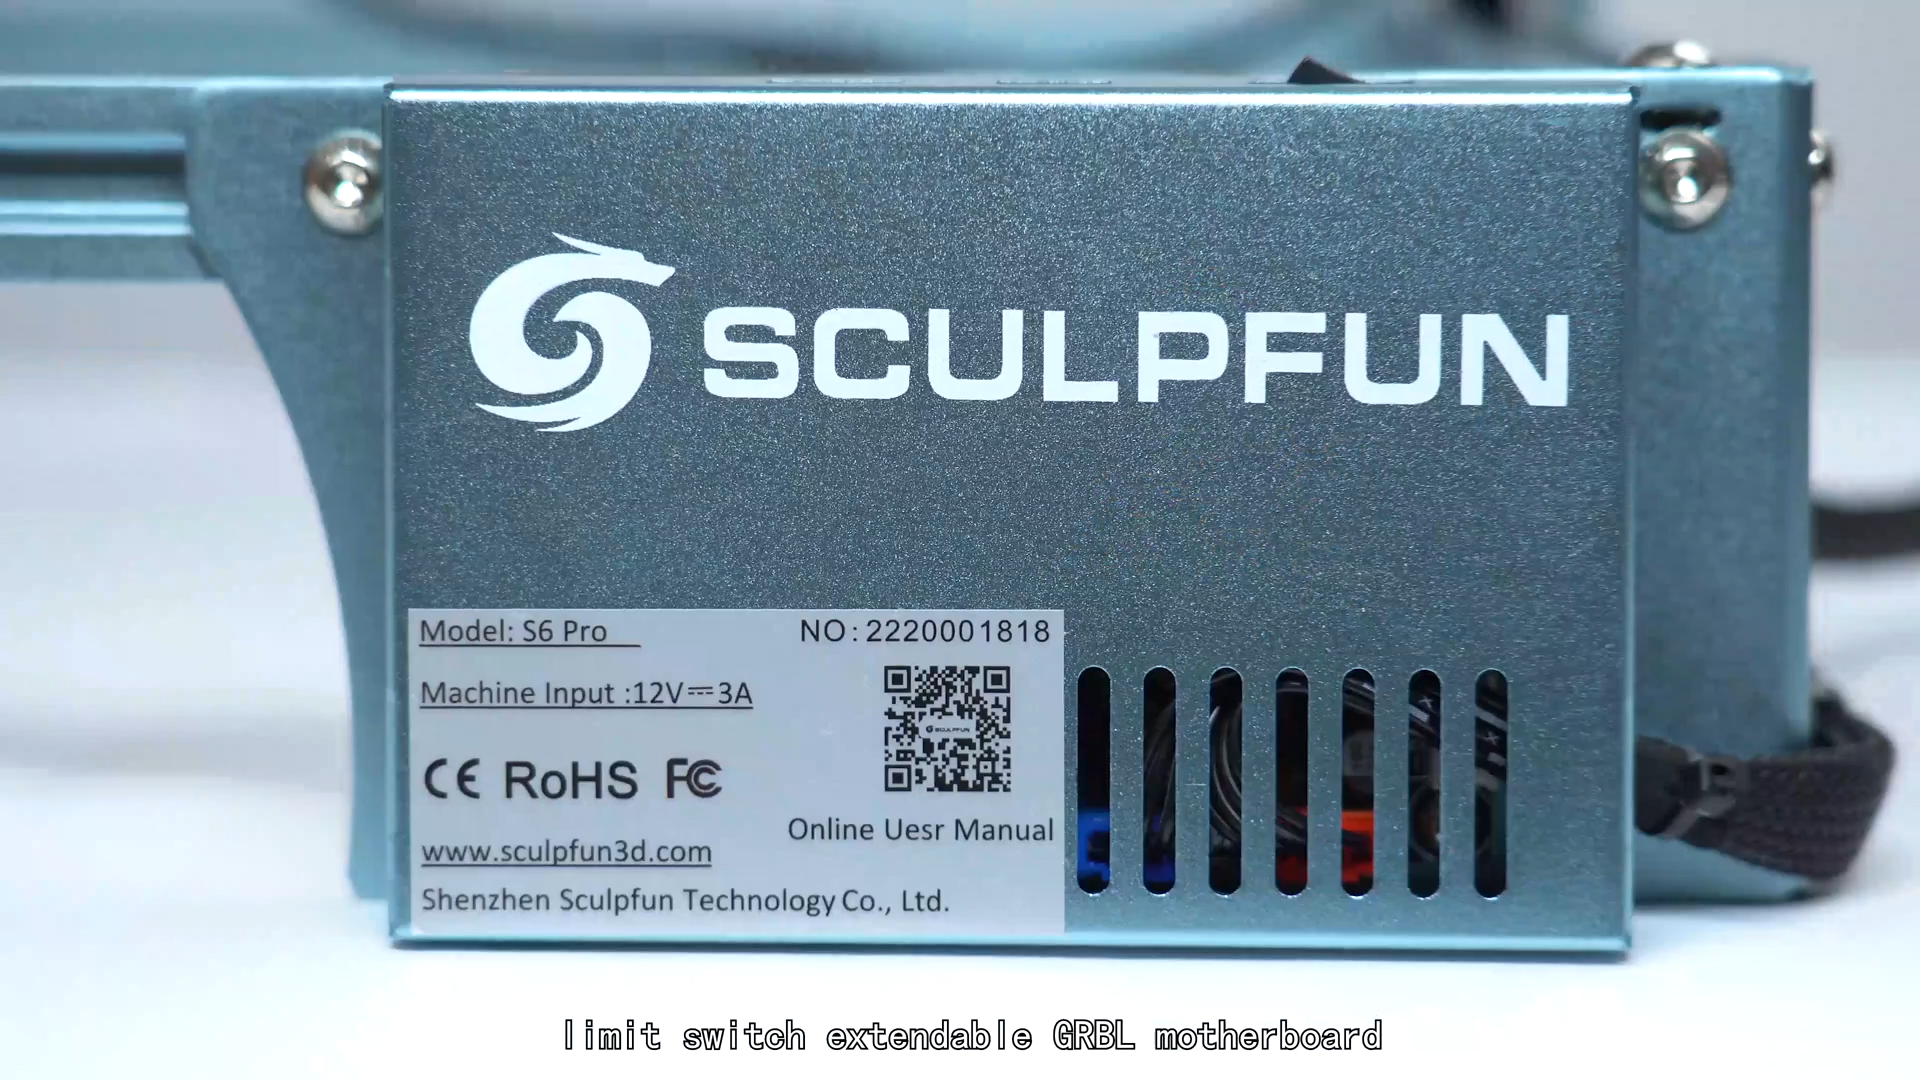 SCULPFUN
Model: S6 Pro
NO:2220001818
Machine Input :12V⎓3A
SCULPFUN
CE RoHS FC
Online Uesr Manual
www.sculpfun3d.com
Shenzhen Sculpfun Technology Co., Ltd.
limit switch extendable GRBL motherboard